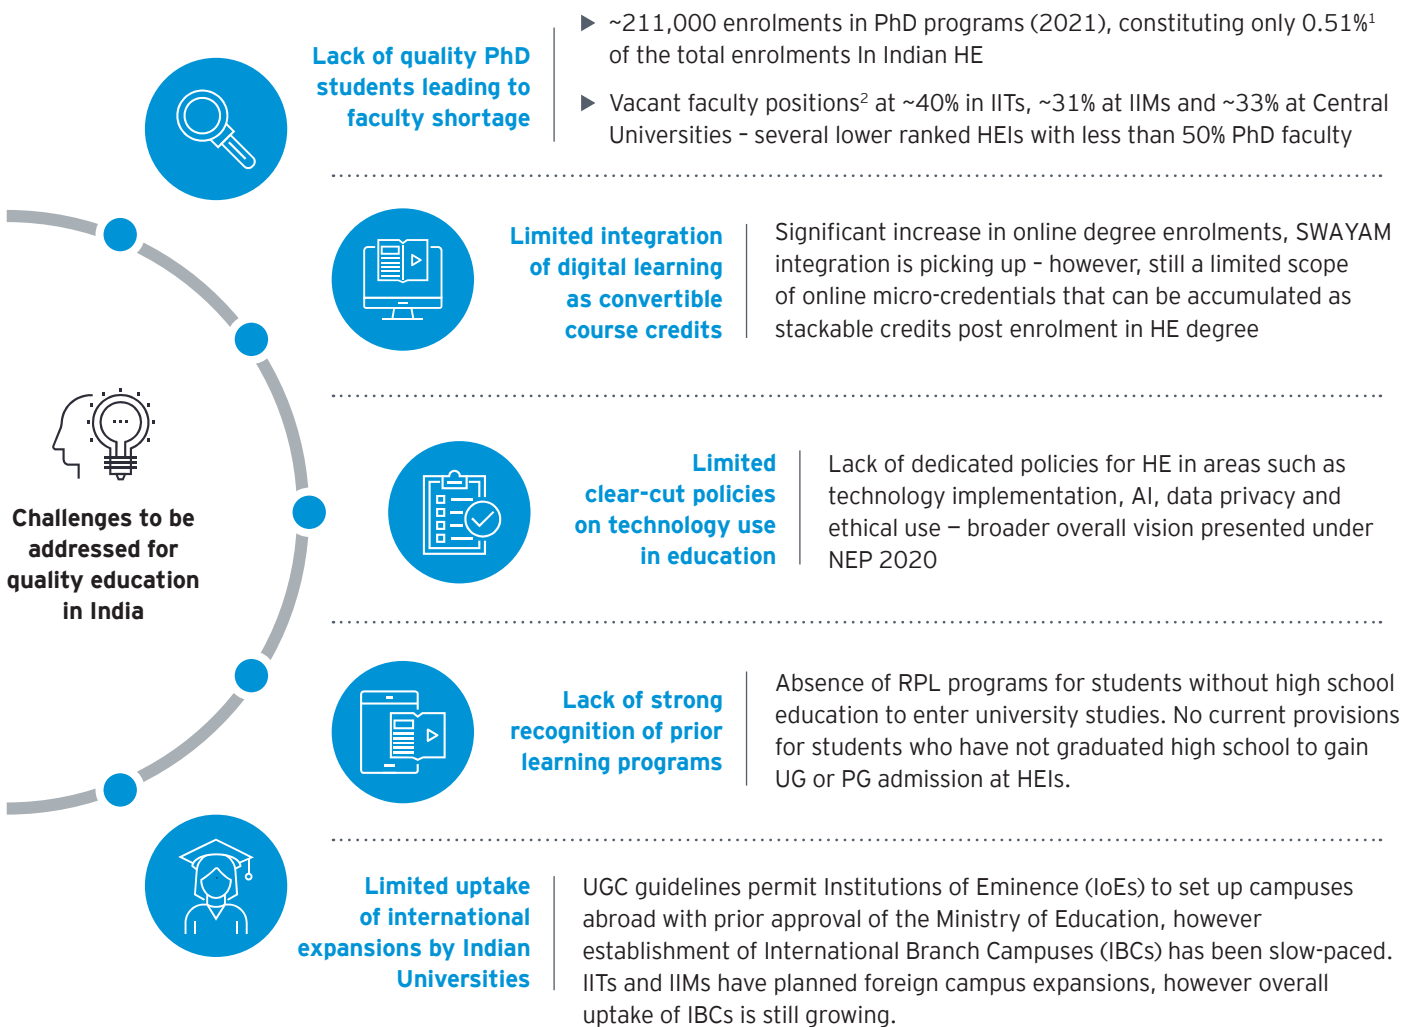 Challenges to be
addressed for
quality education
in India
Lack of quality PhD
students leading to
faculty shortage
▶ ~211,000 enrolments in PhD programs (2021), constituting only 0.51%¹
of the total enrolments In Indian HE
▶ Vacant faculty positions² at ~40% in IITs, ~31% at IIMs and ~33% at Central
Universities – several lower ranked HEIs with less than 50% PhD faculty
Limited integration
of digital learning
as convertible
course credits
Significant increase in online degree enrolments, SWAYAM
integration is picking up – however, still a limited scope
of online micro-credentials that can be accumulated as
stackable credits post enrolment in HE degree
Limited
clear-cut policies
on technology use
in education
Lack of dedicated policies for HE in areas such as
technology implementation, AI, data privacy and
ethical use — broader overall vision presented under
NEP 2020
Lack of strong
recognition of prior
learning programs
Absence of RPL programs for students without high school
education to enter university studies. No current provisions
for students who have not graduated high school to gain
UG or PG admission at HEIs.
Limited uptake
of international
expansions by Indian
Universities
UGC guidelines permit Institutions of Eminence (IoEs) to set up campuses
abroad with prior approval of the Ministry of Education, however
establishment of International Branch Campuses (IBCs) has been slow-paced.
IITs and IIMs have planned foreign campus expansions, however overall
uptake of IBCs is still growing.